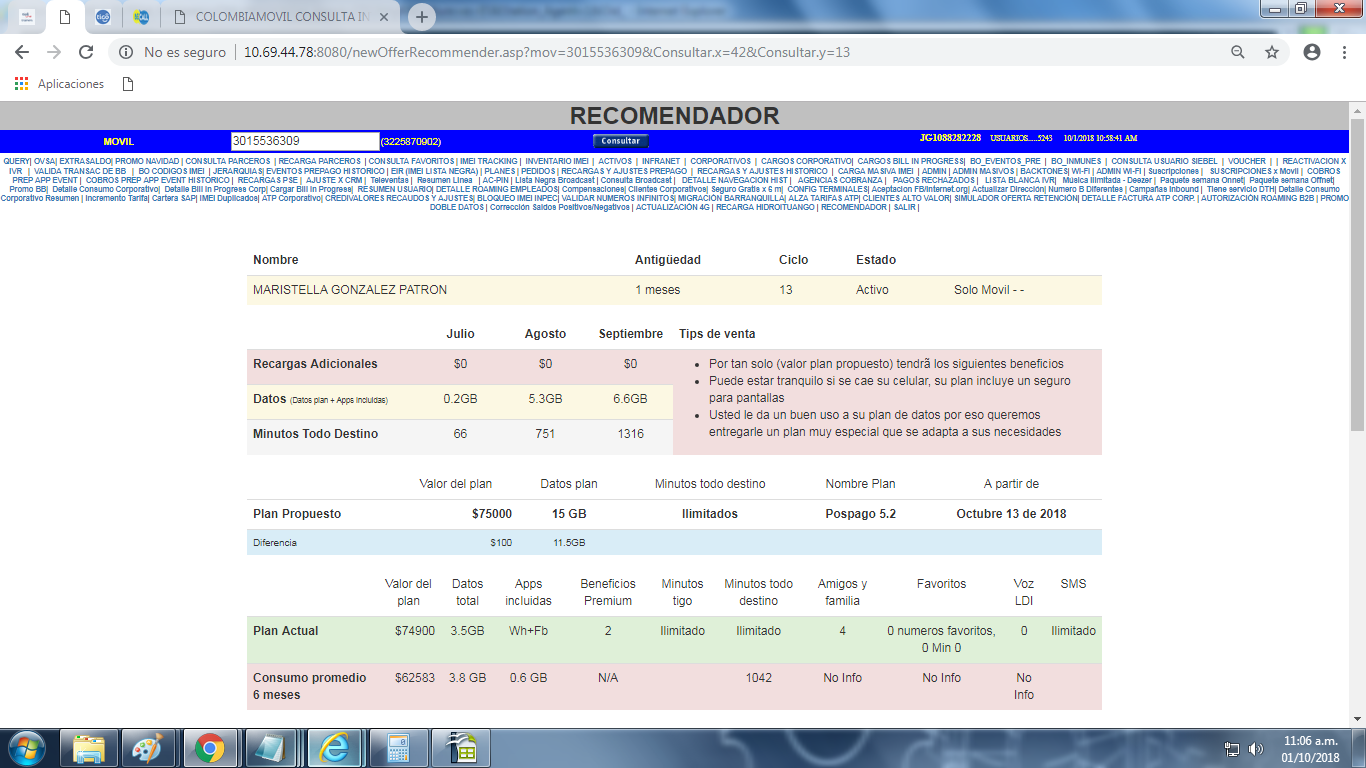 COLOMBIAMOVIL CONSULTA IN
No es seguro 10.69.44.78:8080/newOfferRecommender.asp?mov=3015536309&Consultar.x=42&Consultar.y=13
Aplicaciones
RECOMENDADOR
MOVIL 3015536309 (3225870902) Consultar JG1088282228 USUARIOS.....5243 10/1/2018 10:58:41 AM
QUERY| OVSA| EXTRASALDO| PROMO NAVIDAD | CONSULTA PARCEROS | RECARGA PARCEROS | CONSULTA FAVORITOS | IMEI TRACKING | INVENTARIO IMEI | ACTIVOS | INFRANET | CORPORATIVOS | CARGOS CORPORATIVO| CARGOS BILL IN PROGRESS| BO_EVENTOS_PRE | BO_INMUNES | CONSULTA USUARIO SIEBEL | VOUCHER | | REACTIVACION X
IVR | VALIDA TRANSAC DE BB | BO CODIGOS IMEI | JERARQUIAS| EVENTOS PREPAGO HISTORICO | EIR (IMEI LISTA NEGRA) | PLANES | PEDIDOS | RECARGAS Y AJUSTES PREPAGO | RECARGAS Y AJUSTES HISTORICO | CARGA MASIVA IMEI | ADMIN | ADMIN MASIVOS | BACKTONES| WI-FI | ADMIN WI-FI | Suscripciones | SUSCRIPCIONES x Movil | COBROS
PREP APP EVENT | COBROS PREP APP EVENT HISTORICO | RECARGAS PSE | AJUSTE X CRM | Televentas | Resumen Linea | AC-PIN | Lista Negra Broadcast | Consulta Broadcast | DETALLE NAVEGACION HIST | AGENCIAS COBRANZA | PAGOS RECHAZADOS | LISTA BLANCA IVR| Música Ilimitada - Deezer | Paquete semana Onnet| Paquete semana Offnet|
Promo BB| Detalle Consumo Corporativo| Detalle Bill In Progress Corp| Cargar Bill In Progress| RESUMEN USUARIO| DETALLE ROAMING EMPLEADOS| Compensaciones| Clientes Corporativos| Seguro Gratis x 6 m| CONFIG TERMINALES| Aceptacion FB/Internet.org| Actualizar Dirección| Numero B Diferentes | Campañas Inbound | Tiene servicio DTH| Detalle Consumo
Corporativo Resumen | Incremento Tarifa| Cartera SAP| IMEI Duplicados| ATP Corporativo| CREDIVALORES RECAUDOS Y AJUSTES| BLOQUEO IMEI INPEC| VALIDAR NUMEROS INFINITOS| MIGRACIÓN BARRANQUILLA| ALZA TARIFAS ATP| CLIENTES ALTO VALOR| SIMULADOR OFERTA RETENCIÓN| DETALLE FACTURA ATP CORP. | AUTORIZACIÓN ROAMING B2B | PROMO
DOBLE DATOS | Corrección Saldos Positivos/Negativos | ACTUALIZACIÓN 4G | RECARGA HIDROITUANGO | RECOMENDADOR | SALIR |
Nombre Antigüedad Ciclo Estado
MARISTELLA GONZALEZ PATRON 1 meses 13 Activo Solo Movil - -
Julio Agosto Septiembre Tips de venta
Recargas Adicionales $0 $0 $0
Datos (Datos plan + Apps incluidas) 0.2GB 5.3GB 6.6GB
Minutos Todo Destino 66 751 1316
• Por tan solo (valor plan propuesto) tendrã los siguientes beneficios
• Puede estar tranquilo si se cae su celular, su plan incluye un seguro
para pantallas
• Usted le da un buen uso a su plan de datos por eso queremos
entregarle un plan muy especial que se adapta a sus necesidades
Valor del plan Datos plan Minutos todo destino Nombre Plan A partir de
Plan Propuesto $75000 15 GB Ilimitados Pospago 5.2 Octubre 13 de 2018
Diferencia $100 11.5GB
Valor del Datos Apps Beneficios Minutos Minutos todo Amigos y Favoritos Voz SMS
plan total incluidas Premium tigo destino familia LDI
Plan Actual $74900 3.5GB Wh+Fb 2 Ilimitado Ilimitado 4 0 numeros favoritos, 0 Ilimitado
0 Min 0
Consumo promedio $62583 3.8 GB 0.6 GB N/A 1042 No Info No Info No
6 meses Info
11:06 a.m.
01/10/2018